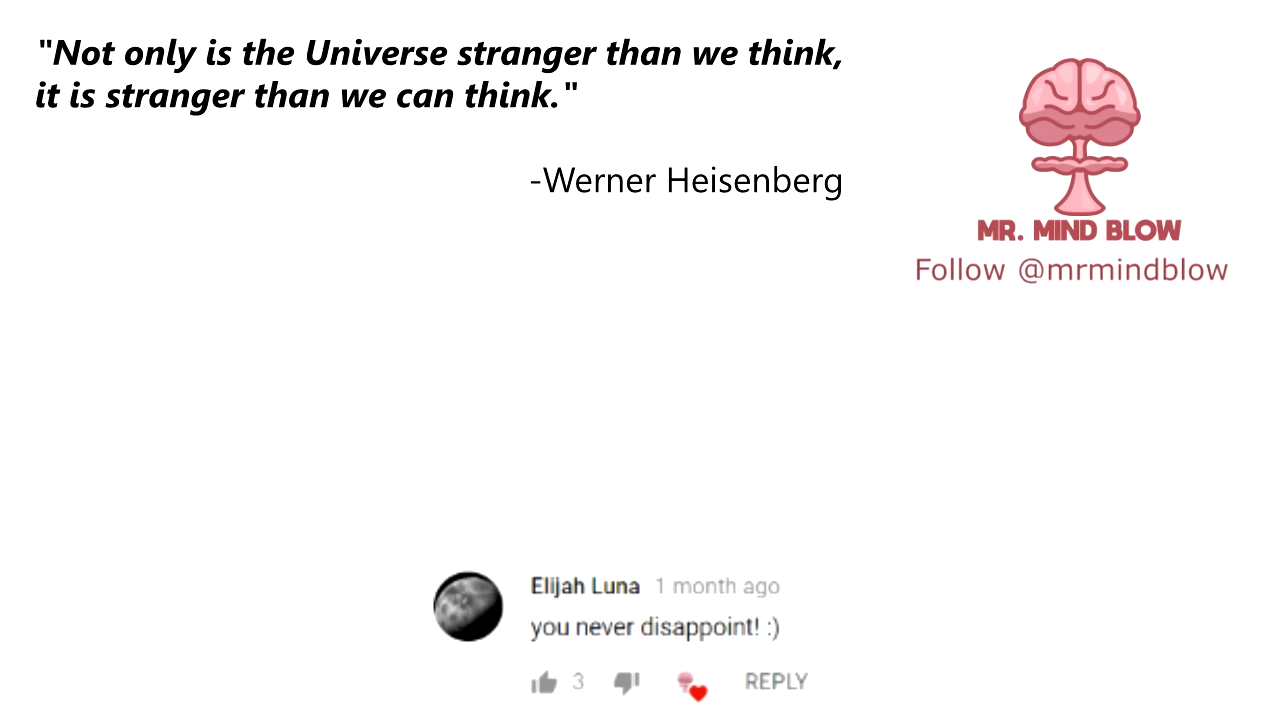 "Not only is the Universe stranger than we think,
it is stranger than we can think."
-Werner Heisenberg
MR. MIND BLOW
Follow @mrmindblow
Elijah Luna 1 month ago
you never disappoint! :)
3 REPLY